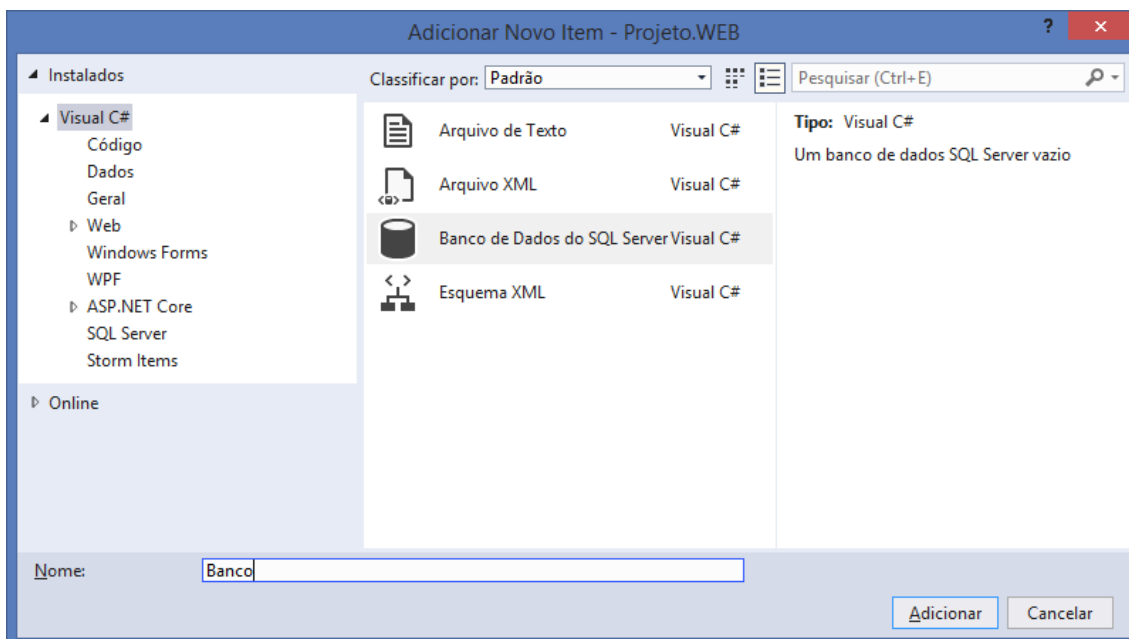 Adicionar Novo Item - Projeto.WEB
?
Instalados
Classificar por: Padrão
Pesquisar (Ctrl+E)
Visual C#
Código
Dados
Geral
Web
Windows Forms
WPF
ASP.NET Core
SQL Server
Storm Items
Online
Arquivo de Texto Visual C#
Arquivo XML Visual C#
Banco de Dados do SQL Server Visual C#
Esquema XML Visual C#
Tipo: Visual C#
Um banco de dados SQL Server vazio
Nome: Banco
Adicionar Cancelar